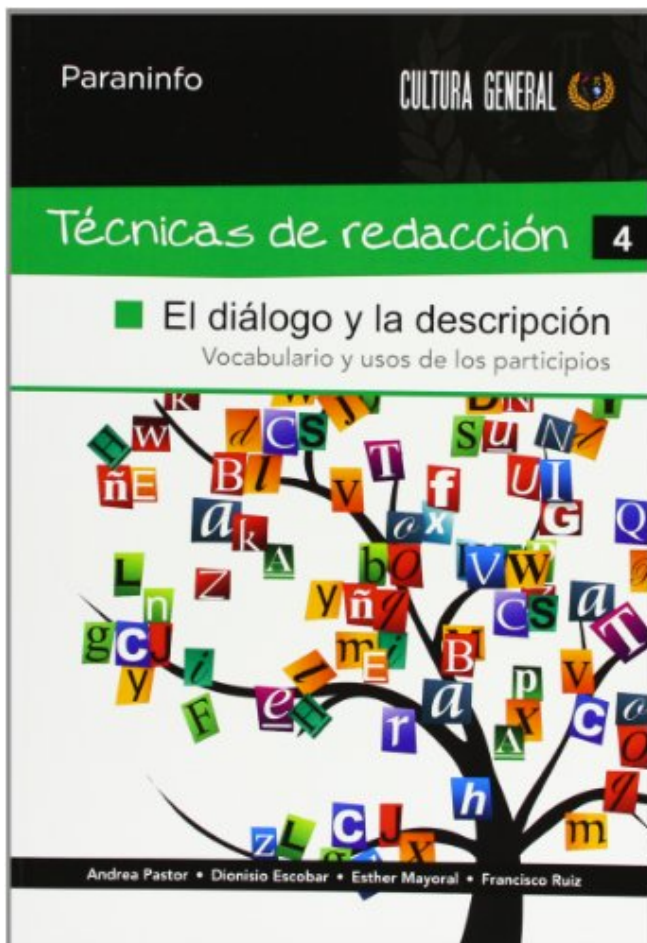 Paraninfo
CULTURA GENERAL
Técnicas de redacción 4
El diálogo y la descripción
Vocabulario y usos de los participios
Andrea Pastor • Dionisio Escobar • Esther Mayoral • Francisco Ruiz